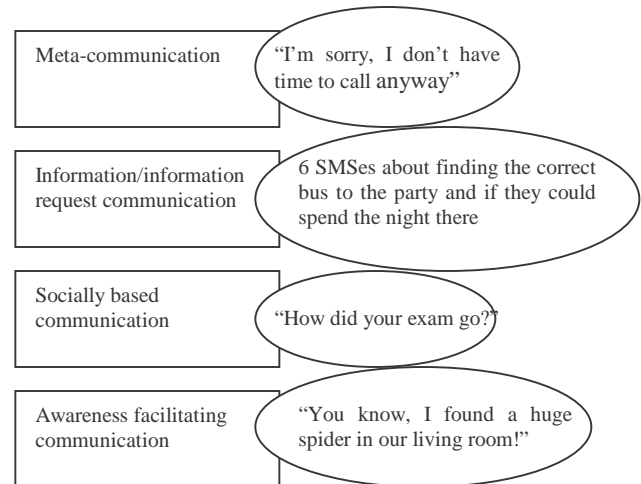 Meta-communication
“I’m sorry, I don’t have
time to call anyway”
Information/information
request communication
6 SMSes about finding the correct
bus to the party and if they could
spend the night there
Socially based
communication
“How did your exam go?”
Awareness facilitating
communication
“You know, I found a huge
spider in our living room!”